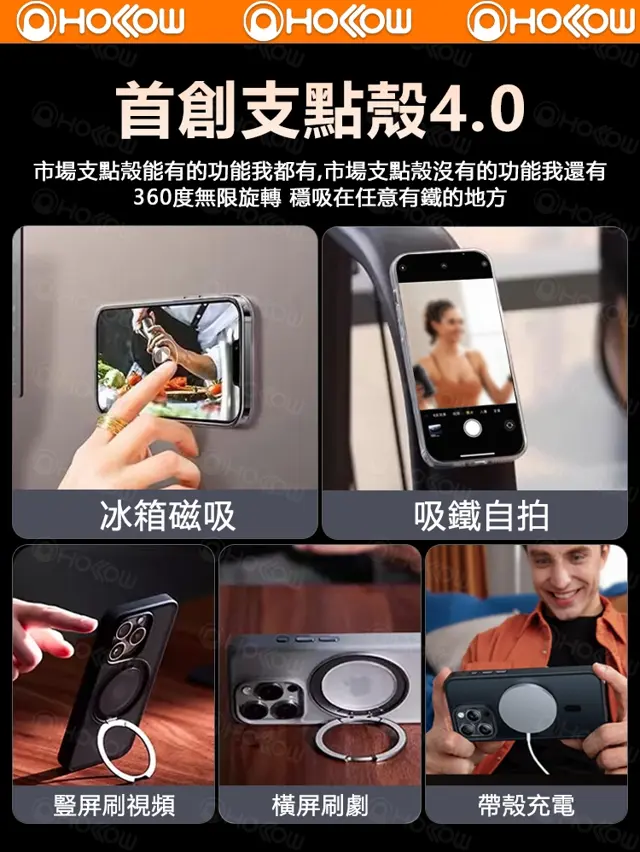 HOCCOW HOCCOW HOCCOW
首創支點殼4.0
市場支點殼能有的功能我都有,市場支點殼沒有的功能我還有
360度無限旋轉 穩吸在任意有鐵的地方
冰箱磁吸
吸鐵自拍
豎屏刷視頻
橫屏刷劇
帶殼充電